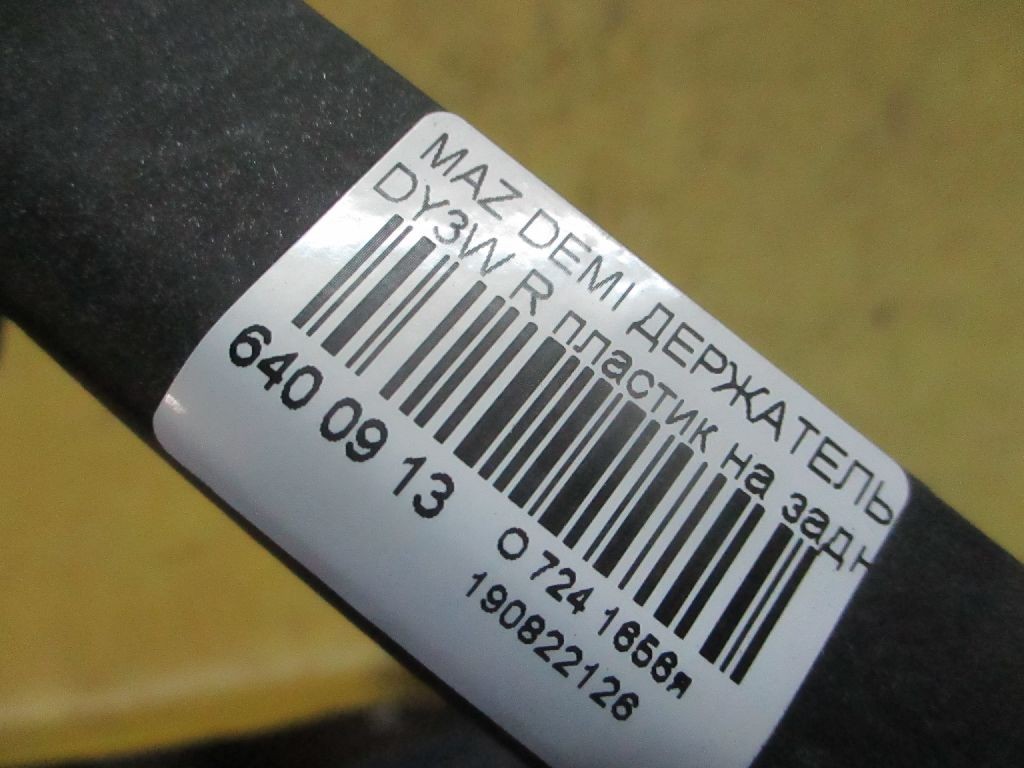 MAZ DEMI ДЕРЖАТЕЛЬ
DY3W R пластик на задн
640 09 13
О 724 1656я
190822126